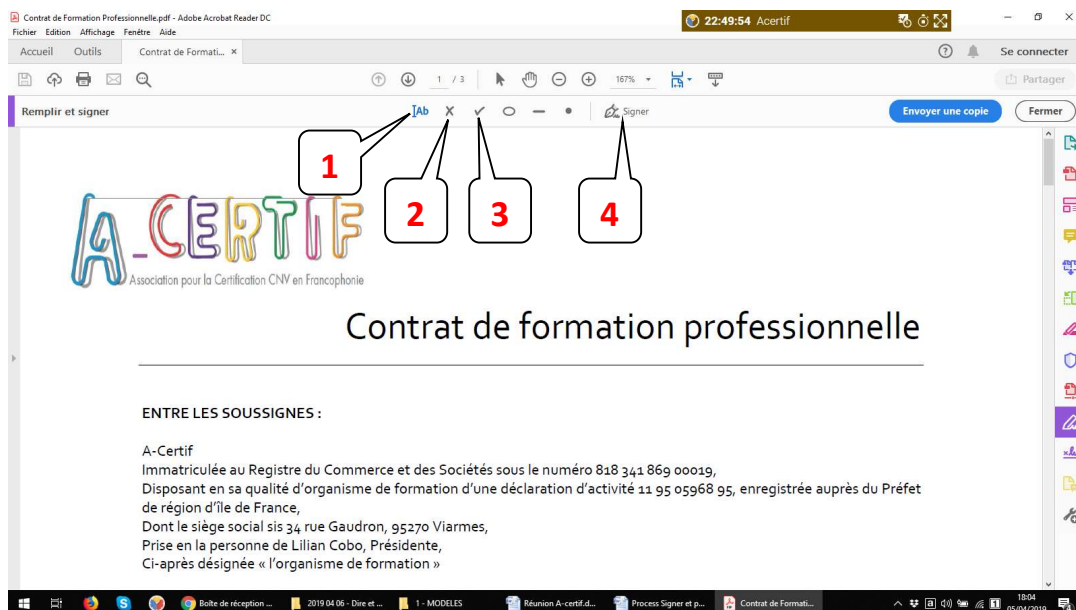 Contrat de Formation Professionnelle.pdf - Adobe Acrobat Reader DC
22:49:54 Acertif
Fichier Edition Affichage Fenêtre Aide
Accueil Outils Contrat de Formati... × Se connecter
1 / 3 167% Partager
Remplir et signer Ab Signer Envoyer une copie Fermer
1
2 3 4
A-CERTIF
Association pour la Certification CNV en Francophonie
Contrat de formation professionnelle
ENTRE LES SOUSSIGNES :
A-Certif
Immatriculée au Registre du Commerce et des Sociétés sous le numéro 818 341 869 00019,
Disposant en sa qualité d’organisme de formation d’une déclaration d’activité 11 95 05968 95, enregistrée auprès du Préfet
de région d’île de France,
Dont le siège social sis 34 rue Gaudron, 95270 Viarmes,
Prise en la personne de Lilian Cobo, Présidente,
Ci-après désignée « l’organisme de formation »
Boîte de réception ... 2019 04 06 - Dire et ... 1 - MODELES Réunion A-certif.d... Process Signer et p... Contrat de Formati... 18:04
05/04/2019